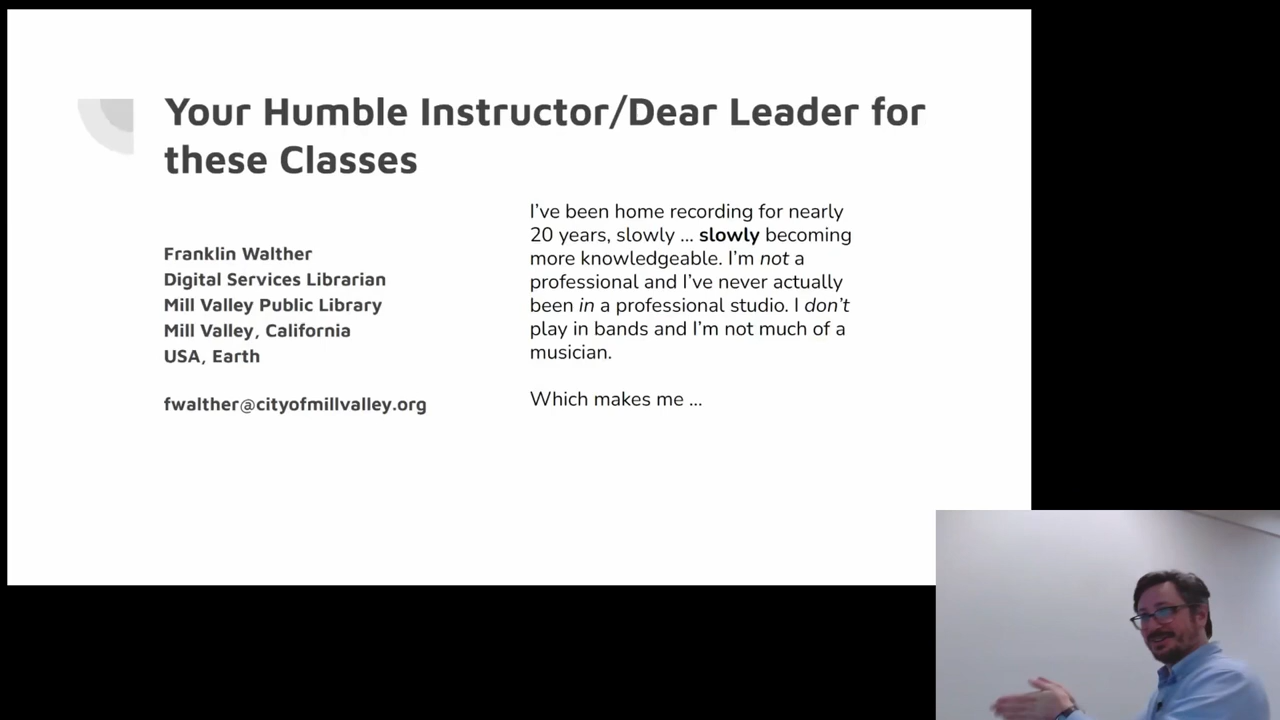 Your Humble Instructor/Dear Leader for
these Classes
Franklin Walther
Digital Services Librarian
Mill Valley Public Library
Mill Valley, California
USA, Earth
fwalther@cityofmillvalley.org
I’ve been home recording for nearly
20 years, slowly ... slowly becoming
more knowledgeable. I’m not a
professional and I’ve never actually
been in a professional studio. I don’t
play in bands and I’m not much of a
musician.
Which makes me ...